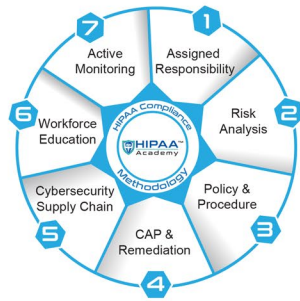 1
Assigned
Responsibility
2
Risk
Analysis
3
Policy &
Procedure
4
CAP &
Remediation
5
Cybersecurity
Supply Chain
6
Workforce
Education
7
Active
Monitoring
HIPAA Compliance
HIPAA™
Academy
Methodology